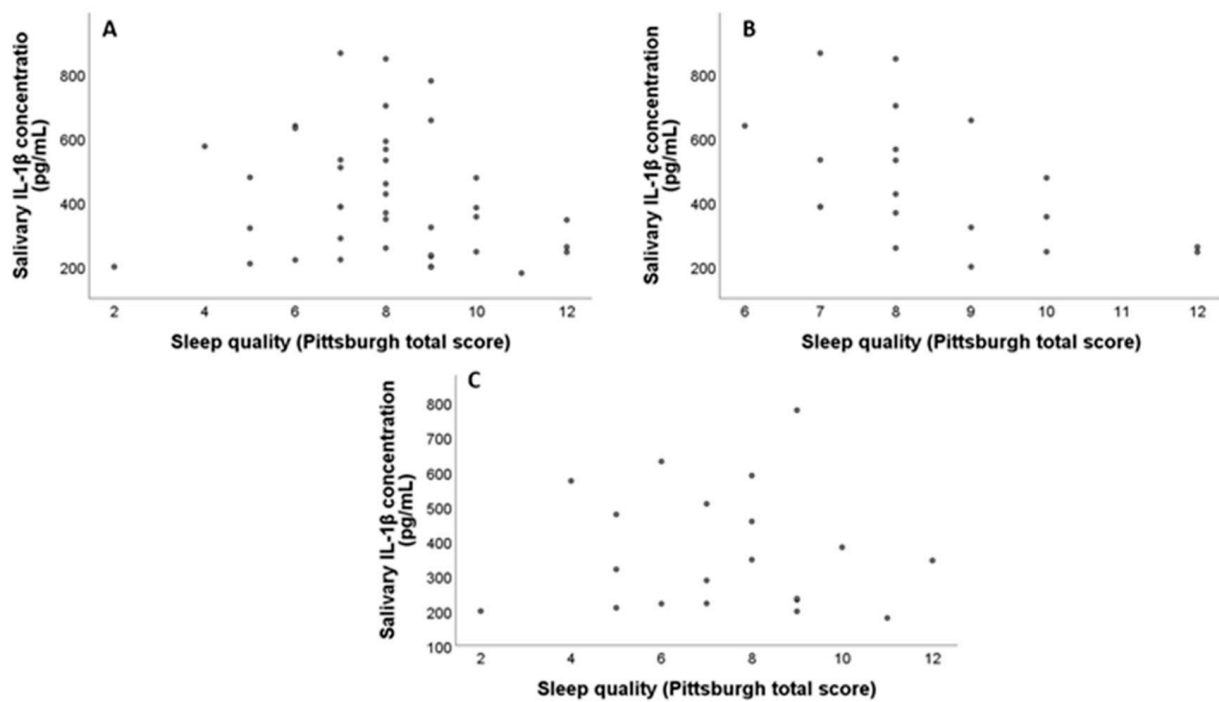 A
Salivary IL-1β concentratio
(pg/mL)
800
600
400
200
2 4 6 8 10 12
Sleep quality (Pittsburgh total score)
B
Salivary IL-1β concentration
(pg/mL)
800
600
400
200
6 7 8 9 10 11 12
Sleep quality (Pittsburgh total score)
C
Salivary IL-1β concentration
(pg/mL)
800
700
600
500
400
300
200
100
2 4 6 8 10 12
Sleep quality (Pittsburgh total score)